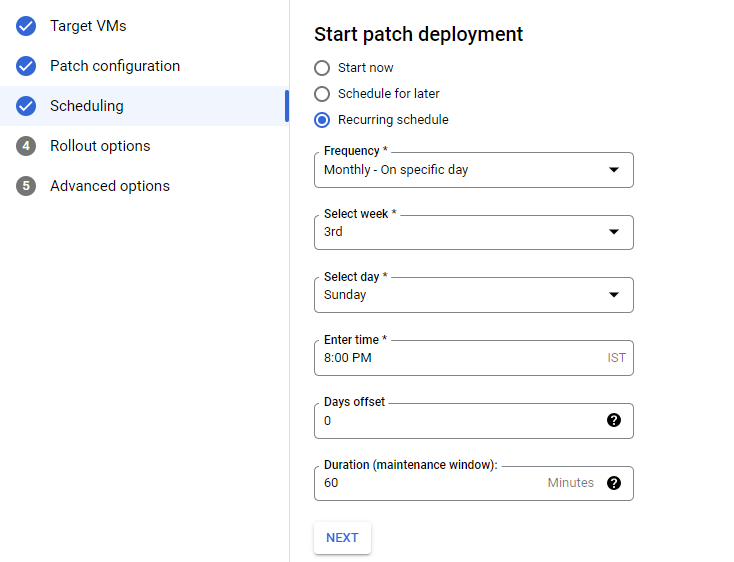 Target VMs
Patch configuration
Scheduling
4 Rollout options
5 Advanced options
Start patch deployment
Start now
Schedule for later
Recurring schedule
Frequency *
Monthly - On specific day
Select week *
3rd
Select day *
Sunday
Enter time *
8:00 PM IST
Days offset
0 ?
Duration (maintenance window):
60 Minutes ?
NEXT